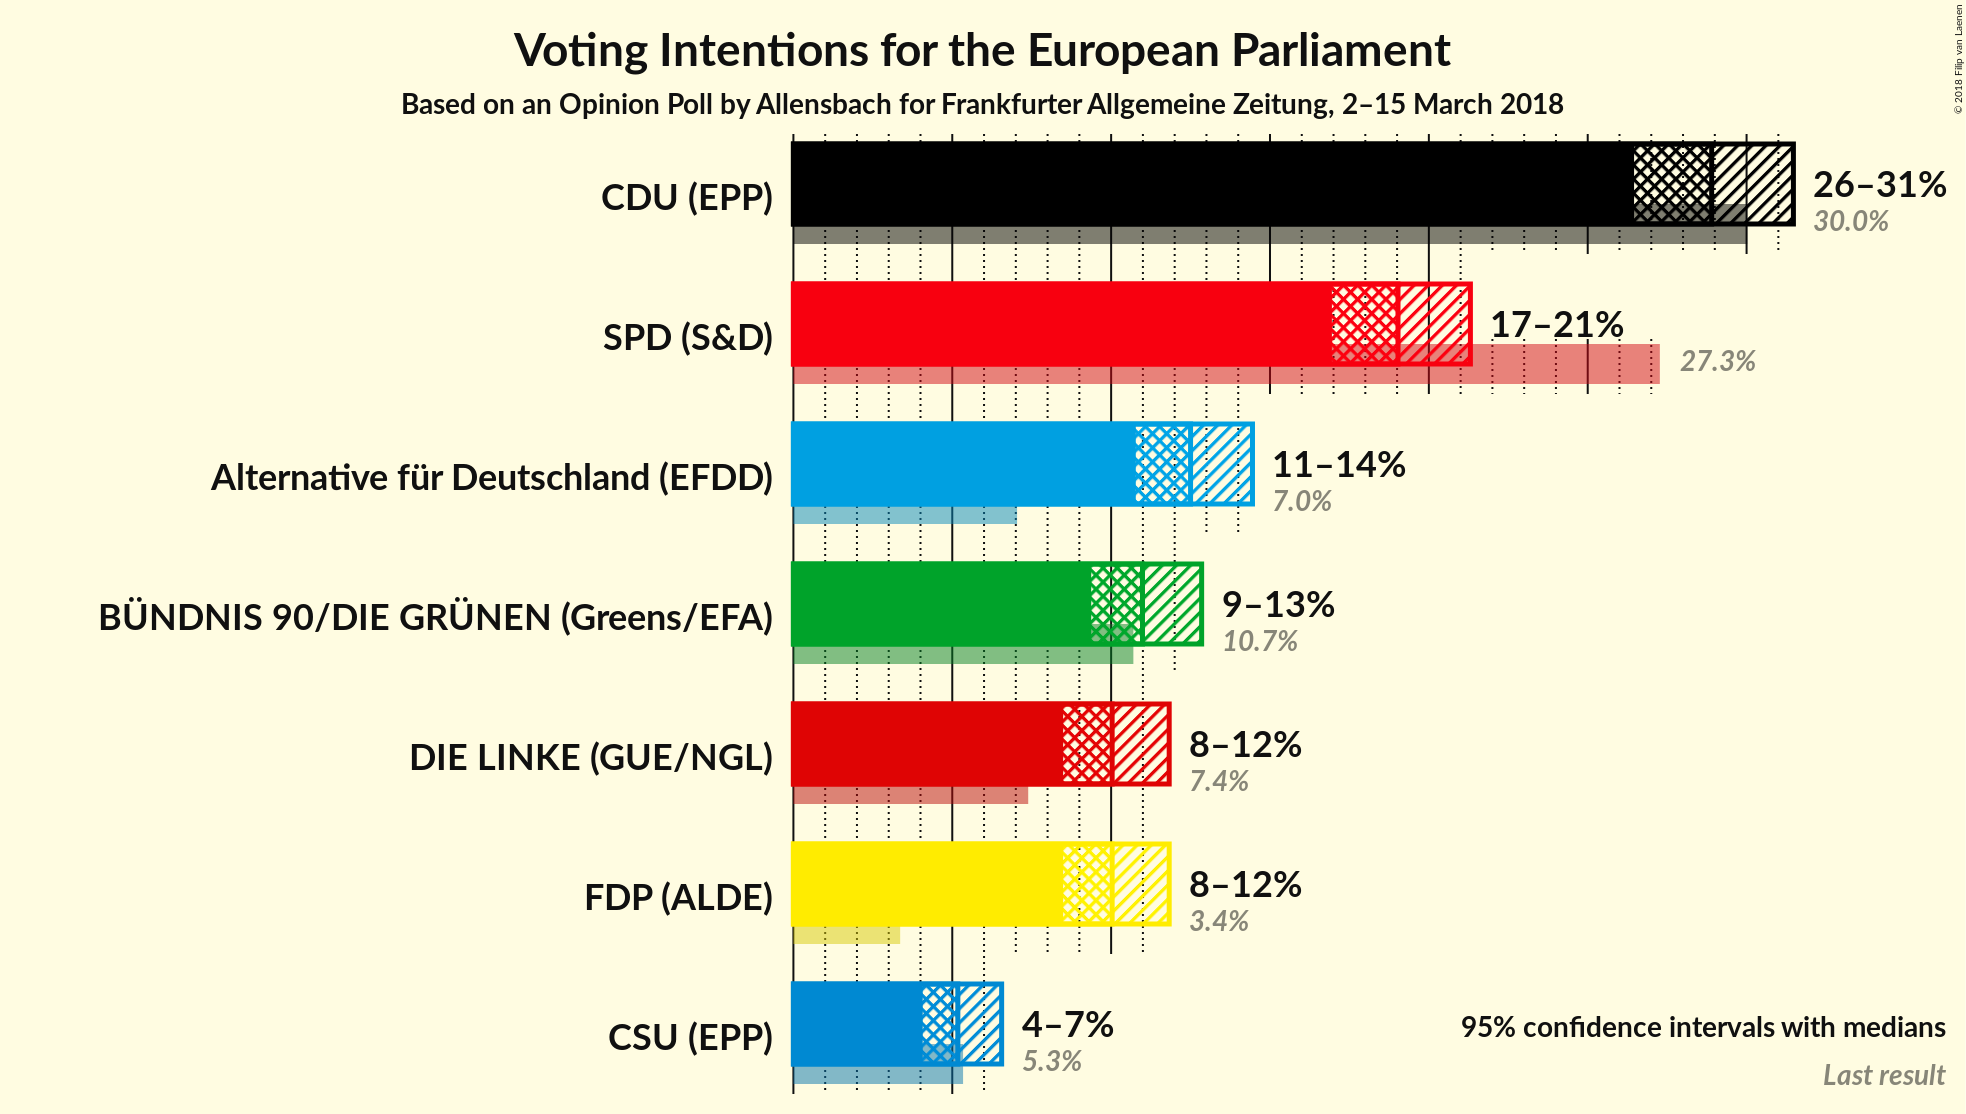 Voting Intentions for the European Parliament
Based on an Opinion Poll by Allensbach for Frankfurter Allgemeine Zeitung, 2–15 March 2018
© 2018 Filip van Laenen
CDU (EPP)
26–31%
30.0%
SPD (S&D)
17–21%
27.3%
Alternative für Deutschland (EFDD)
11–14%
7.0%
BÜNDNIS 90/DIE GRÜNEN (Greens/EFA)
9–13%
10.7%
DIE LINKE (GUE/NGL)
8–12%
7.4%
FDP (ALDE)
8–12%
3.4%
CSU (EPP)
4–7%
5.3%
95% confidence intervals with medians
Last result